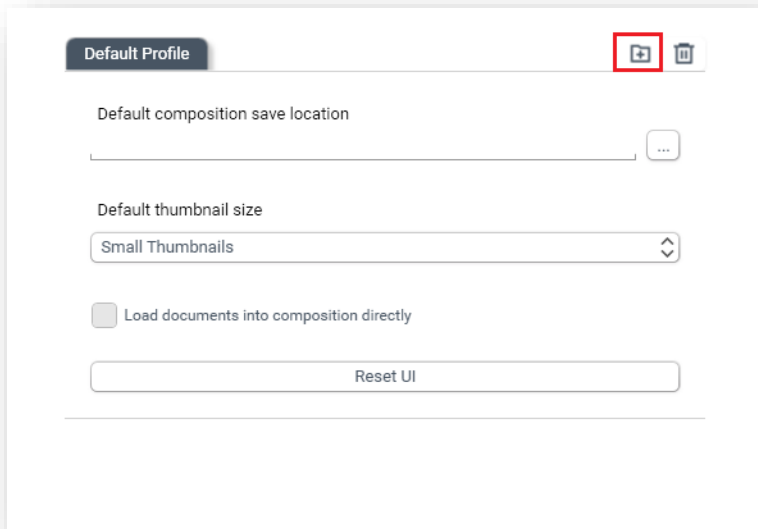 Default Profile
Default composition save location
...
Default thumbnail size
Small Thumbnails
Load documents into composition directly
Reset UI